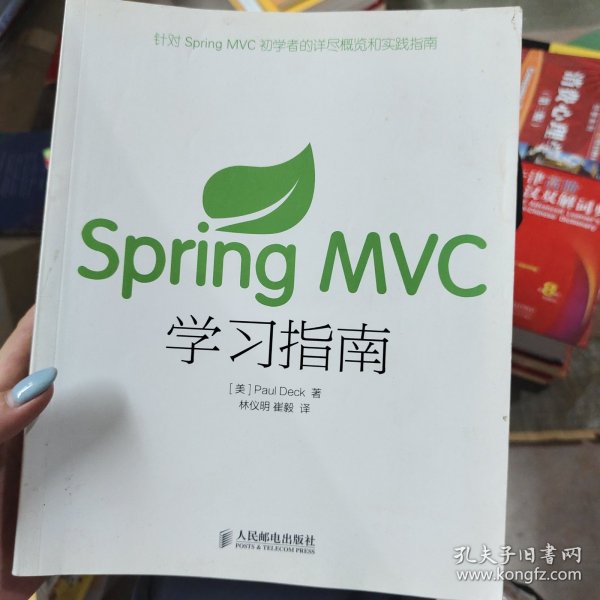 针对 Spring MVC 初学者的详尽概览和实践指南
Spring MVC
学习指南
[美] Paul Deck 著
林仪明 崔毅 译
人民邮电出版社
POSTS & TELECOM PRESS
孔夫子旧书网
www.kongfz.com